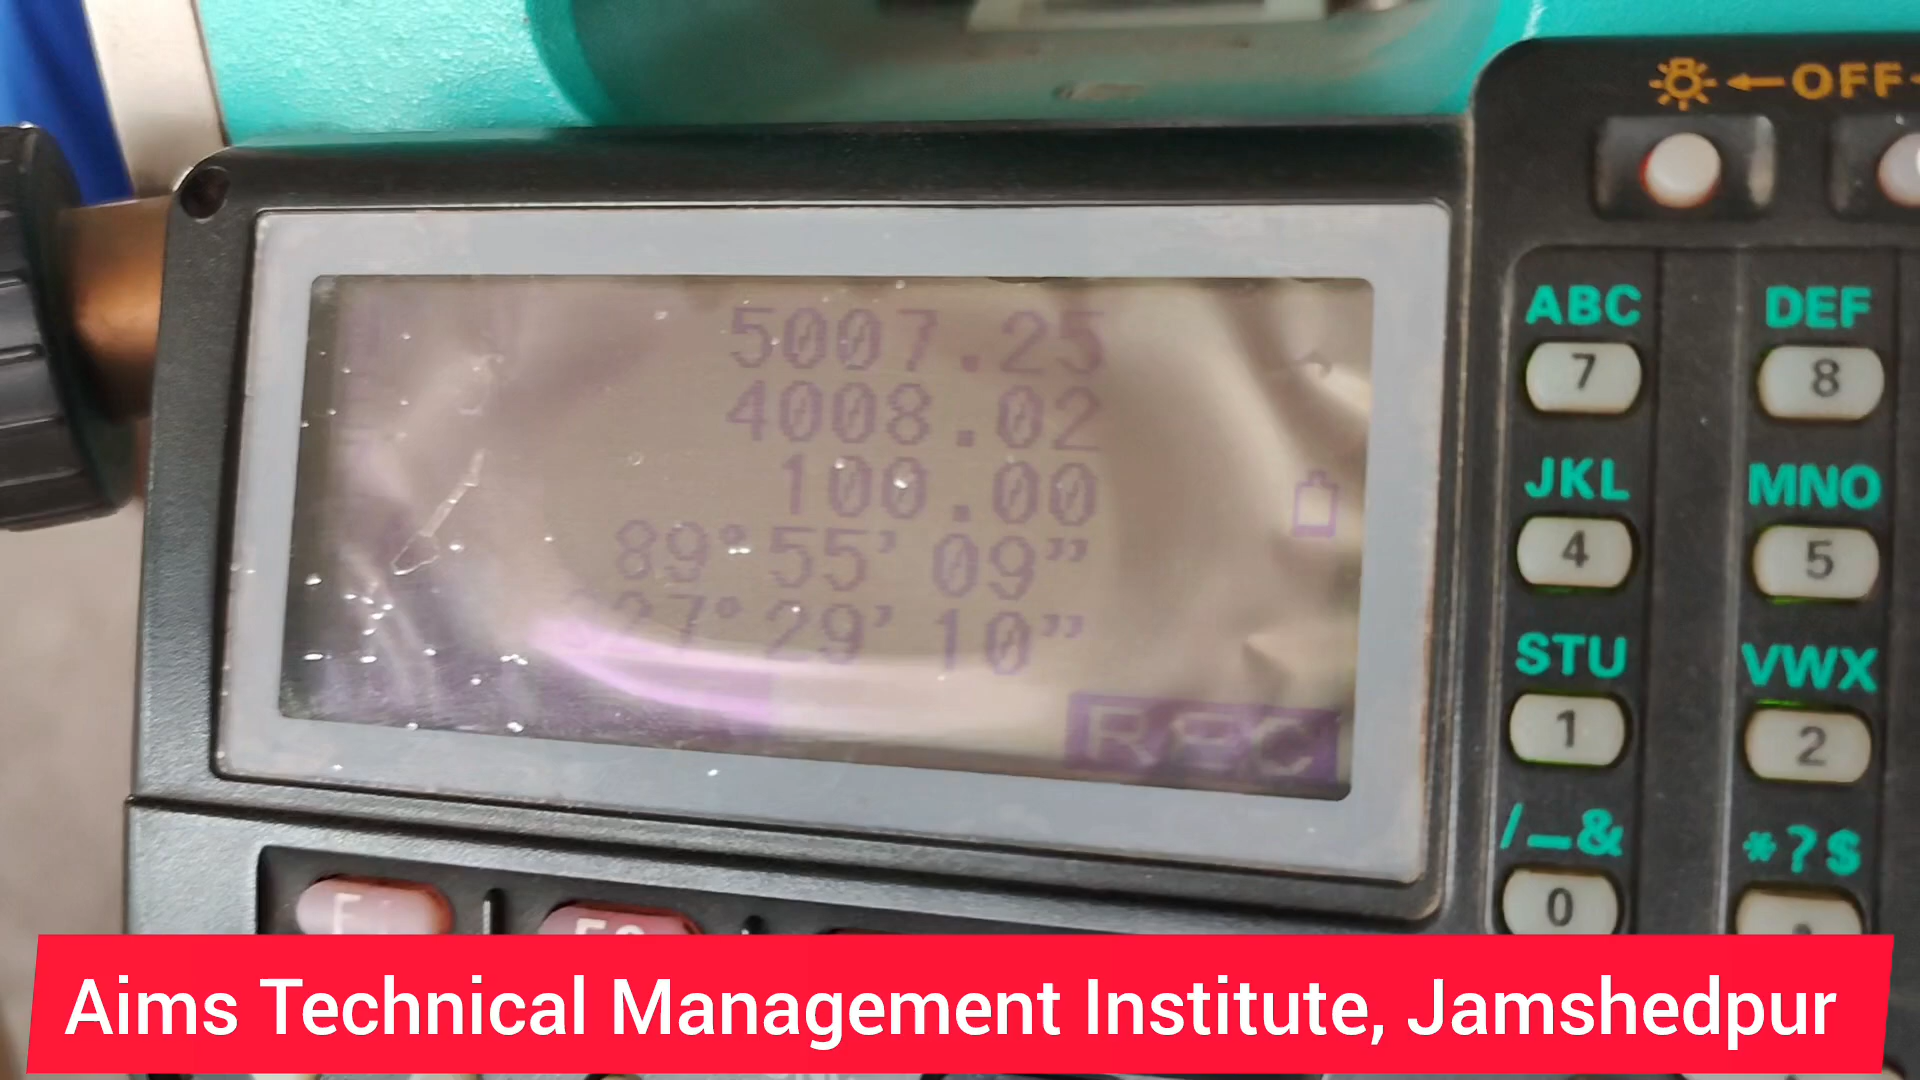 ←OFF
5007.25
4008.02
100.00
89°55'09"
27°29'10"
REC
ABC
DEF
7
8
JKL
MNO
4
5
STU
VWX
1
2
/_&
*?$
0
.
Aims Technical Management Institute, Jamshedpur